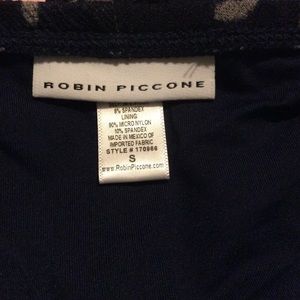 ROBIN PICCONE
8% SPANDEX
LINING
90% MICRO NYLON
10% SPANDEX
MADE IN MEXICO OF
IMPORTED FABRIC
STYLE # 170986
S
www.RobinPiccone.com